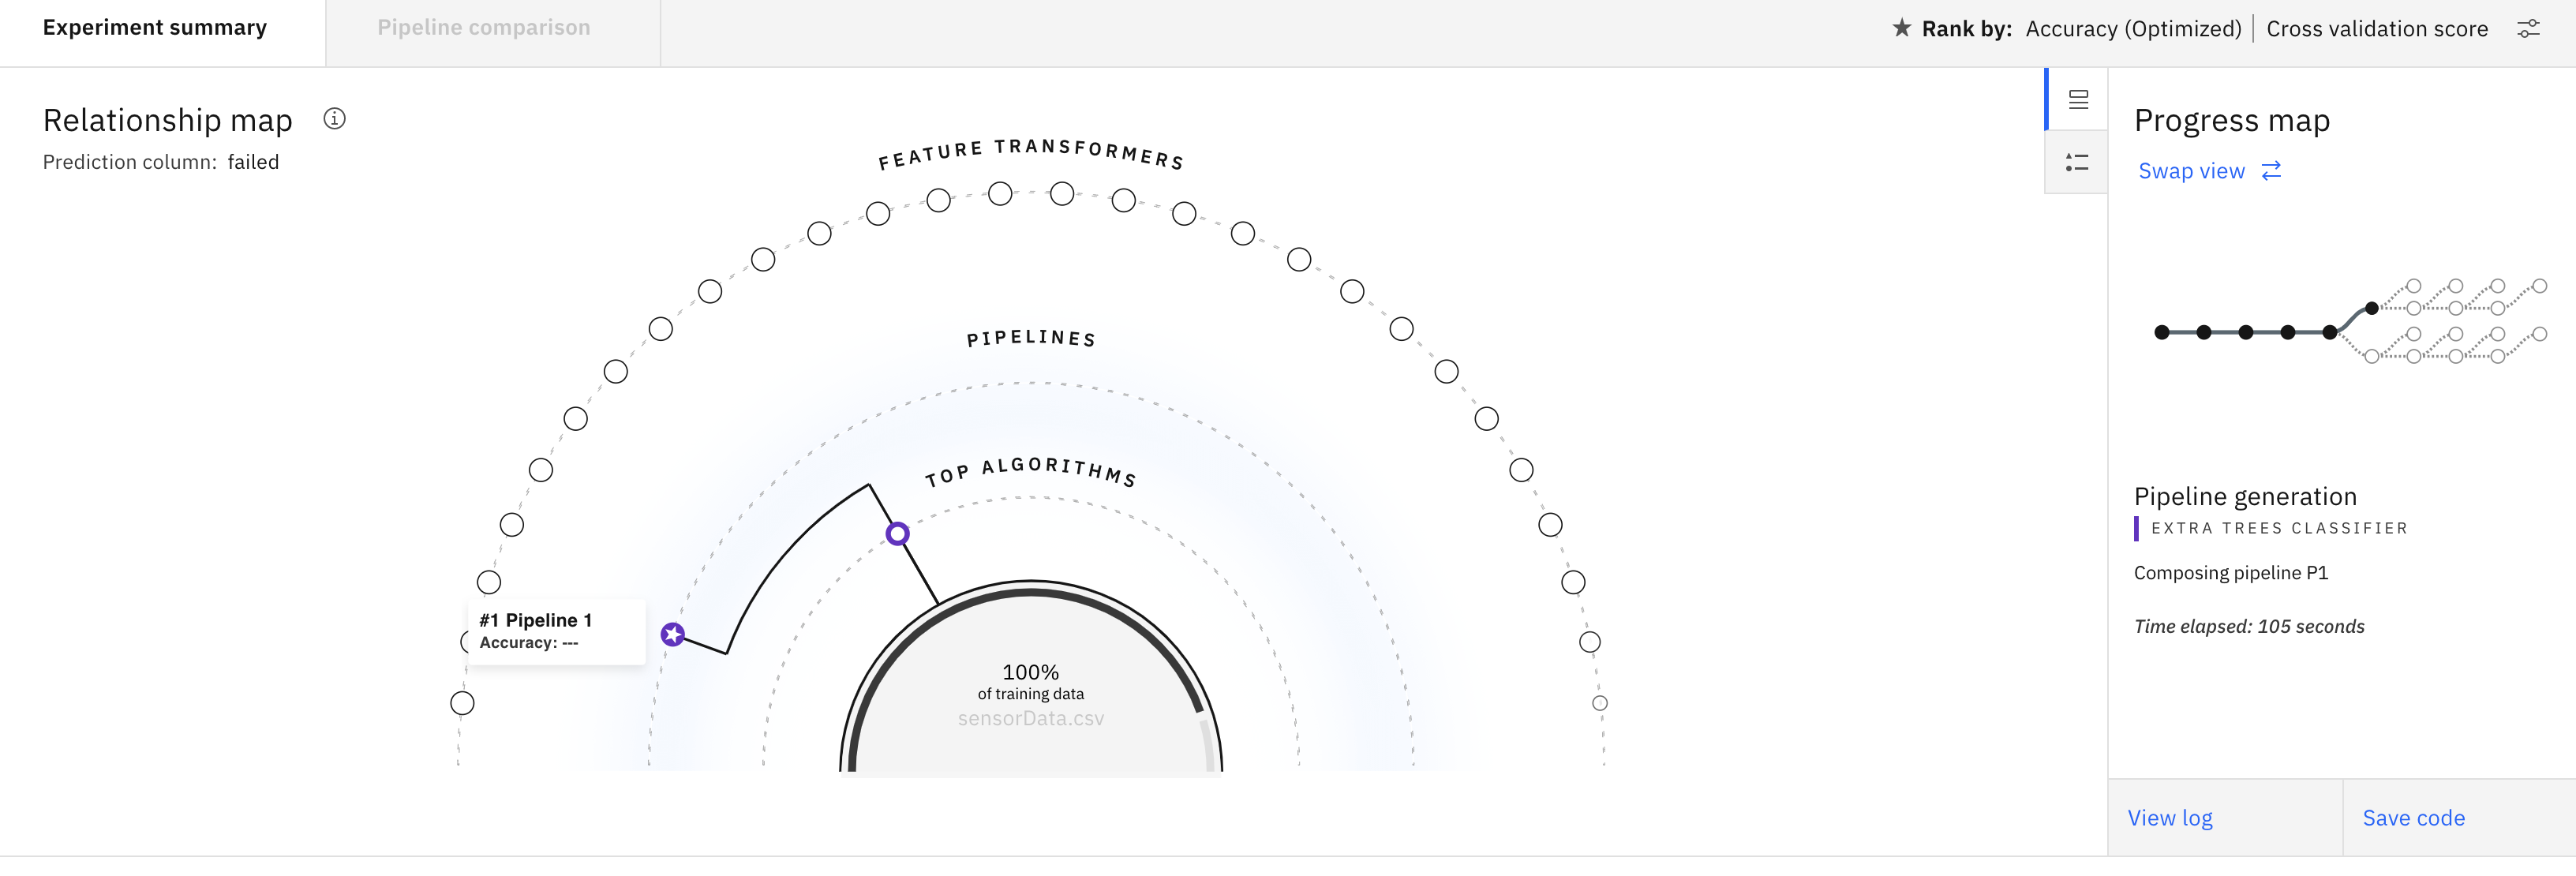 Experiment summary
Pipeline comparison
★ Rank by: Accuracy (Optimized) | Cross validation score
Relationship map
Prediction column: failed
FEATURE TRANSFORMERS
PIPELINES
TOP ALGORITHMS
#1 Pipeline 1
Accuracy: ---
100%
of training data
sensorData.csv
Progress map
Swap view
Pipeline generation
EXTRA TREES CLASSIFIER
Composing pipeline P1
Time elapsed: 105 seconds
View log
Save code